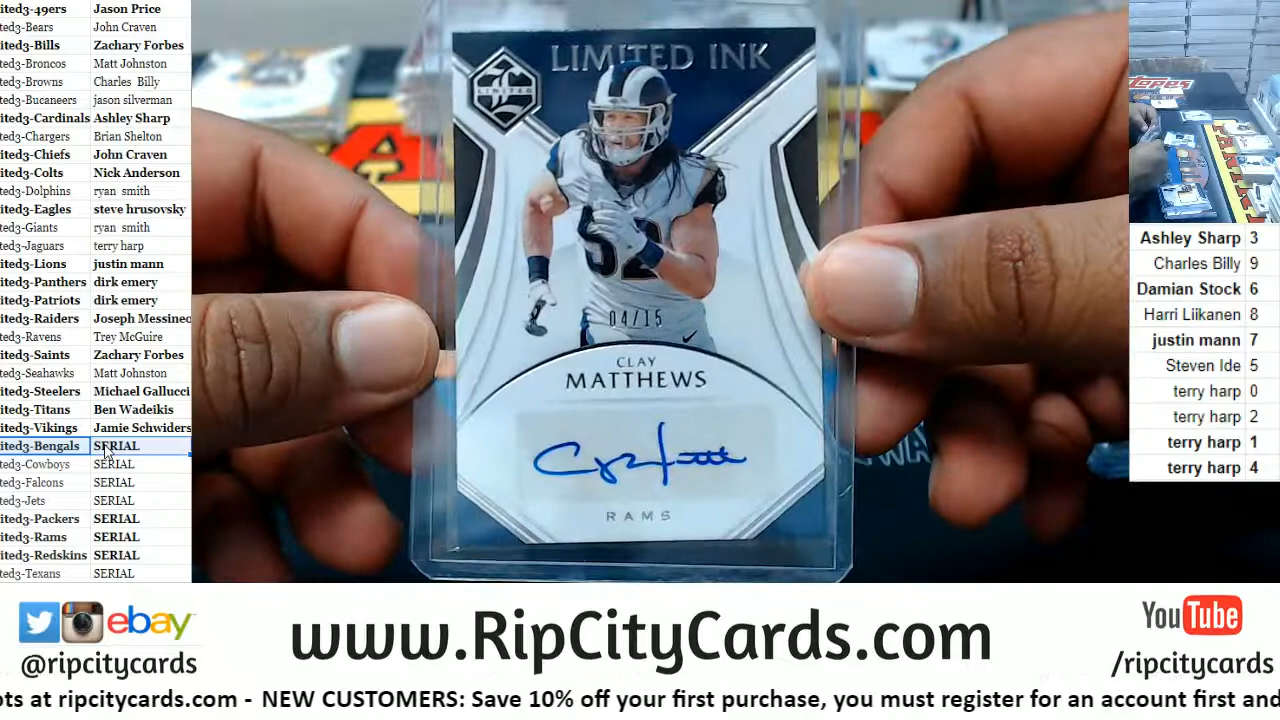 ited3-49ers Jason Price
ted3-Bears John Craven
ited3-Bills Zachary Forbes
ted3-Broncos Matt Johnston
ted3-Browns Charles Billy
ted3-Bucaneers jason silverman
ited3-Cardinals Ashley Sharp
ted3-Chargers Brian Shelton
ited3-Chiefs John Craven
ited3-Colts Nick Anderson
ted3-Dolphins ryan smith
ited3-Eagles steve hrusovsky
ted3-Giants ryan smith
ted3-Jaguars terry harp
ited3-Lions justin mann
ited3-Panthers dirk emery
ited3-Patriots dirk emery
ited3-Raiders Joseph Messineo
ted3-Ravens Trey McGuire
ited3-Saints Zachary Forbes
ted3-Seahawks Matt Johnston
ited3-Steelers Michael Gallucci
ited3-Titans Ben Wadeikis
ited3-Vikings Jamie Schwiders
ited3-Bengals SERIAL
ted3-Cowboys SERIAL
ted3-Falcons SERIAL
ted3-Jets SERIAL
ited3-Packers SERIAL
ited3-Rams SERIAL
ited3-Redskins SERIAL
ted3-Texans SERIAL
LIMITED INK
LIMITED
52
04/15
CLAY
MATTHEWS
RAMS
Ashley Sharp 3
Charles Billy 9
Damian Stock 6
Harri Liikanen 8
justin mann 7
Steven Ide 5
terry harp 0
terry harp 2
terry harp 1
terry harp 4
ebay
@ripcitycards
www.RipCityCards.com
YouTube
/ripcitycards
ots at ripcitycards.com - NEW CUSTOMERS: Save 10% off your first purchase, you must register for an account first and